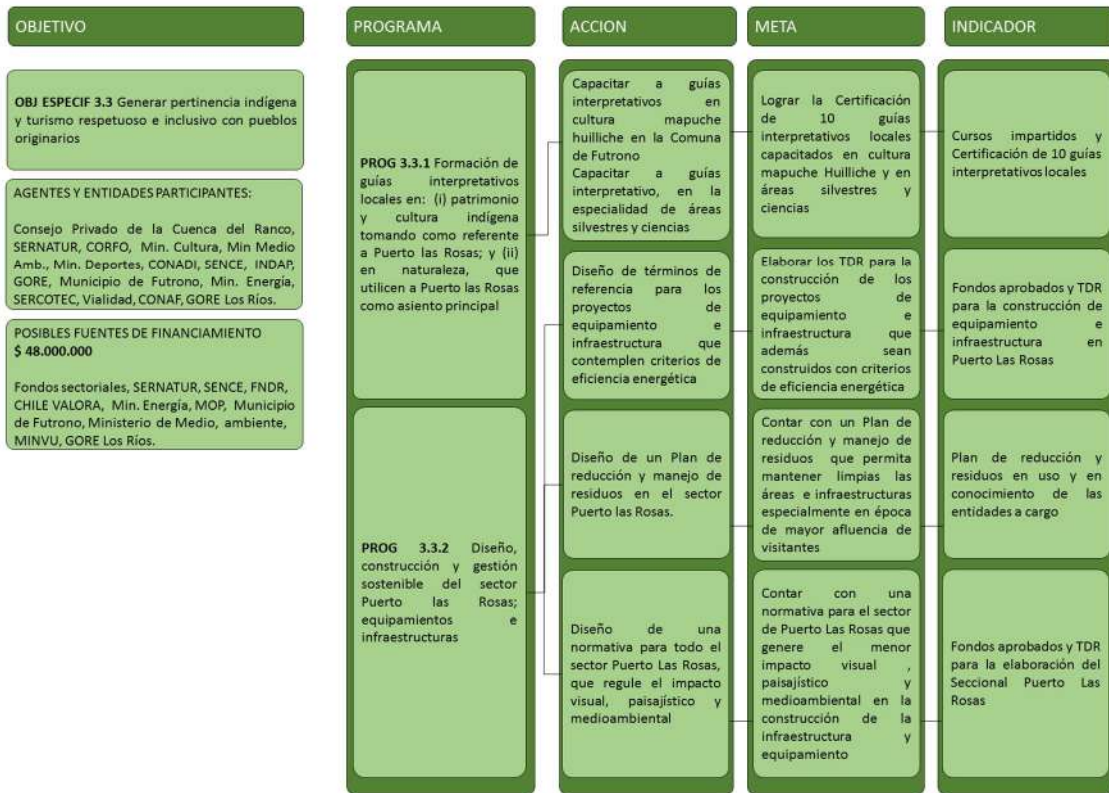 OBJETIVO
OBJ ESPECIF 3.3 Generar pertinencia indígena
y turismo respetuoso e inclusivo con pueblos
originarios
AGENTES Y ENTIDADES PARTICIPANTES:
Consejo Privado de la Cuenca del Ranco,
SERNATUR, CORFO, Min. Cultura, Min Medio
Amb., Min. Deportes, CONADI, SENCE, INDAP,
GORE, Municipio de Futrono, Min. Energía,
SERCOTEC, Vialidad, CONAF, GORE Los Ríos.
POSIBLES FUENTES DE FINANCIAMIENTO
$ 48.000.000
Fondos sectoriales, SERNATUR, SENCE, FNDR,
CHILE VALORA, Min. Energía, MOP, Municipio
de Futrono, Ministerio de Medio, ambiente,
MINVU, GORE Los Ríos.
PROGRAMA
PROG 3.3.1 Formación de
guías interpretativos
locales en: (i) patrimonio
y cultura indígena
tomando como referente
a Puerto las Rosas; y (ii)
en naturaleza, que
utilicen a Puerto las Rosas
como asiento principal
PROG 3.3.2 Diseño,
construcción y gestión
sostenible del sector
Puerto las Rosas;
equipamientos e
infraestructuras
ACCION
Capacitar a guías
interpretativos en
cultura mapuche
huilliche en la Comuna
de Futrono
Capacitar a guías
interpretativo, en la
especialidad de áreas
silvestres y ciencias
Diseño de términos de
referencia para los
proyectos de
equipamiento e
infraestructura que
contemplen criterios de
eficiencia energética
Diseño de un Plan de
reducción y manejo de
residuos en el sector
Puerto las Rosas.
Diseño de una
normativa para todo el
sector Puerto Las Rosas,
que regule el impacto
visual, paisajístico y
medioambiental
META
Lograr la Certificación
de 10 guías
interpretativos locales
capacitados en cultura
mapuche Huilliche y en
áreas silvestres y
ciencias
Elaborar los TDR para la
construcción de los
proyectos de
equipamiento e
infraestructura que
además sean
construidos con criterios
de eficiencia energética
Contar con un Plan de
reducción y manejo de
residuos que permita
mantener limpias las
áreas e infraestructuras
especialmente en época
de mayor afluencia de
visitantes
Contar con una
normativa para el sector
de Puerto Las Rosas que
genere el menor
impacto visual ,
paisajístico y
medioambiental en la
construcción de la
infraestructura y
equipamiento
INDICADOR
Cursos impartidos y
Certificación de 10 guías
interpretativos locales
Fondos aprobados y TDR
para la construcción de
equipamiento e
infraestructura en
Puerto Las Rosas
Plan de reducción y
residuos en uso y en
conocimiento de las
entidades a cargo
Fondos aprobados y TDR
para la elaboración del
Seccional Puerto Las
Rosas